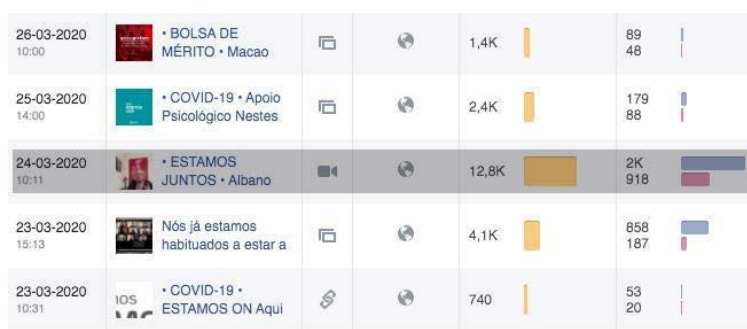 26-03-2020
10:00
• BOLSA DE
MÉRITO • Macao
1,4K
89
48
25-03-2020
14:00
• COVID-19 • Apoio
Psicológico Nestes
2,4K
179
88
24-03-2020
10:11
• ESTAMOS
JUNTOS • Albano
12,8K
2K
918
23-03-2020
15:13
Nós já estamos
habituados a estar a
4,1K
858
187
23-03-2020
10:31
• COVID-19 •
ESTAMOS ON Aqui
740
53
20